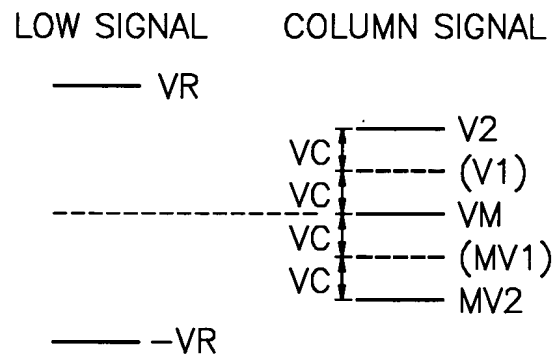 LOW SIGNAL
COLUMN SIGNAL
VR
V2
VC
(V1)
VC
VM
VC
(MV1)
VC
MV2
-VR